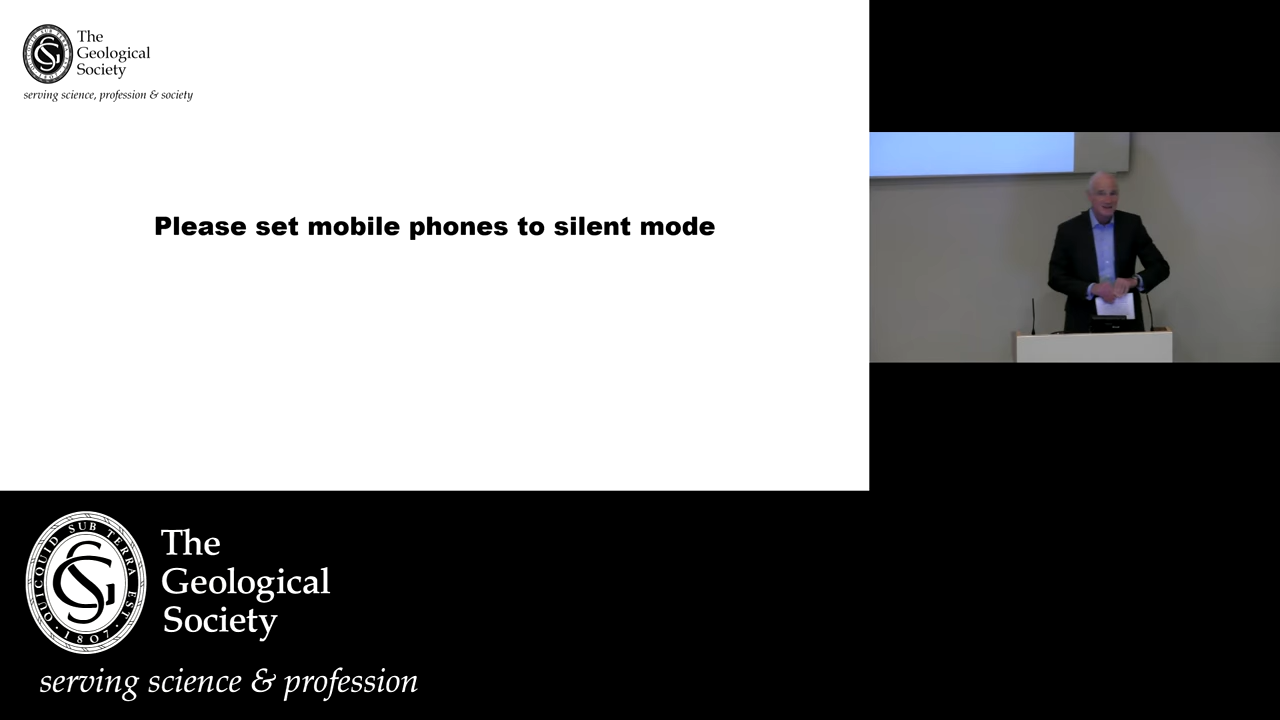 The
Geological
Society
serving science, profession & society
Please set mobile phones to silent mode
QUICQUID SUB TERRA EST
· 1807 ·
The
Geological
Society
serving science & profession